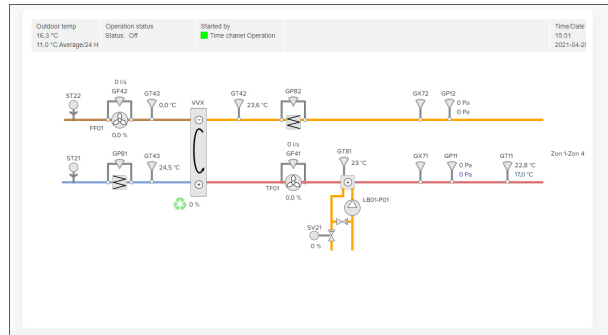 Outdoor temp
16,3 °C
11,0 °C Average/24 H
Operation status
Status: Off
Started by
Time chanel Operation
Time/Date
15:51
2021-04-2
ST22
0 l/s
GF42
GT43
0,0 °C
VVX
GT42
23,6 °C
GP82
GX72
GP12
0 Pa
0 Pa
FF01
0,0 %
ST21
GP81
GT43
24,5 °C
0 l/s
GF41
GT81
23 °C
GX71
GP11
0 Pa
0 Pa
GT11
22,8 °C
17,0 °C
Zon 1-Zon 4
TF01
0,0 %
0 %
LB01-P01
SV21
0 %